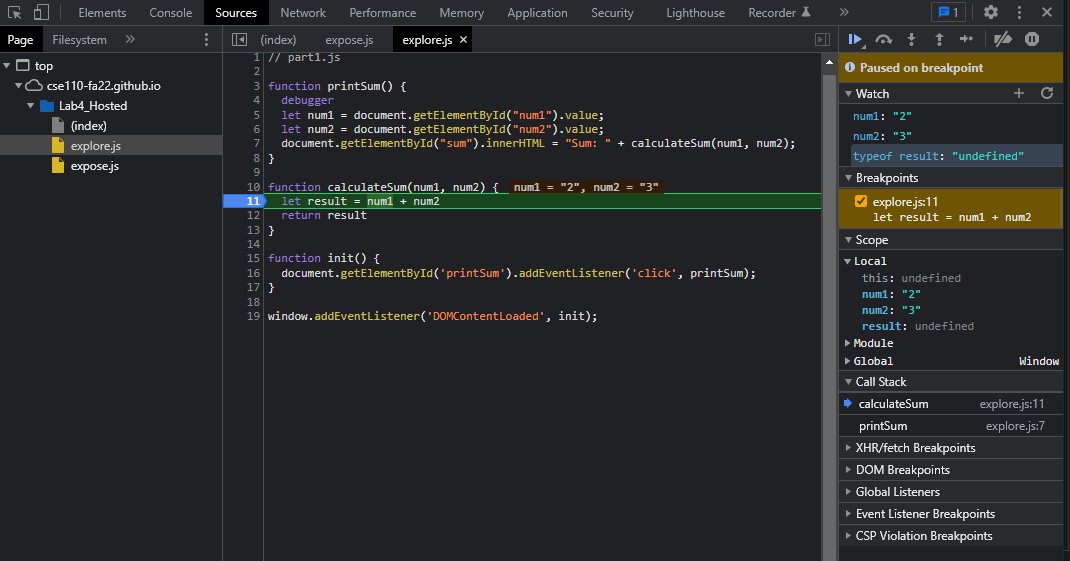 Elements Console Sources Network Performance Memory Application Security Lighthouse Recorder » 1
Page Filesystem »
(index) expose.js explore.js ×
top
cse110-fa22.github.io
Lab4_Hosted
(index)
explore.js
expose.js
1 // part1.js
2
3 function printSum() {
4 debugger
5 let num1 = document.getElementById("num1").value;
6 let num2 = document.getElementById("num2").value;
7 document.getElementById("sum").innerHTML = "Sum: " + calculateSum(num1, num2);
8 }
9
10 function calculateSum(num1, num2) { num1 = "2", num2 = "3"
11 let result = num1 + num2
12 return result
13 }
14
15 function init() {
16 document.getElementById('printSum').addEventListener('click', printSum);
17 }
18
19 window.addEventListener('DOMContentLoaded', init);
Paused on breakpoint
Watch
num1: "2"
num2: "3"
typeof result: "undefined"
Breakpoints
explore.js:11
let result = num1 + num2
Scope
Local
this: undefined
num1: "2"
num2: "3"
result: undefined
Module
Global Window
Call Stack
calculateSum explore.js:11
printSum explore.js:7
XHR/fetch Breakpoints
DOM Breakpoints
Global Listeners
Event Listener Breakpoints
CSP Violation Breakpoints